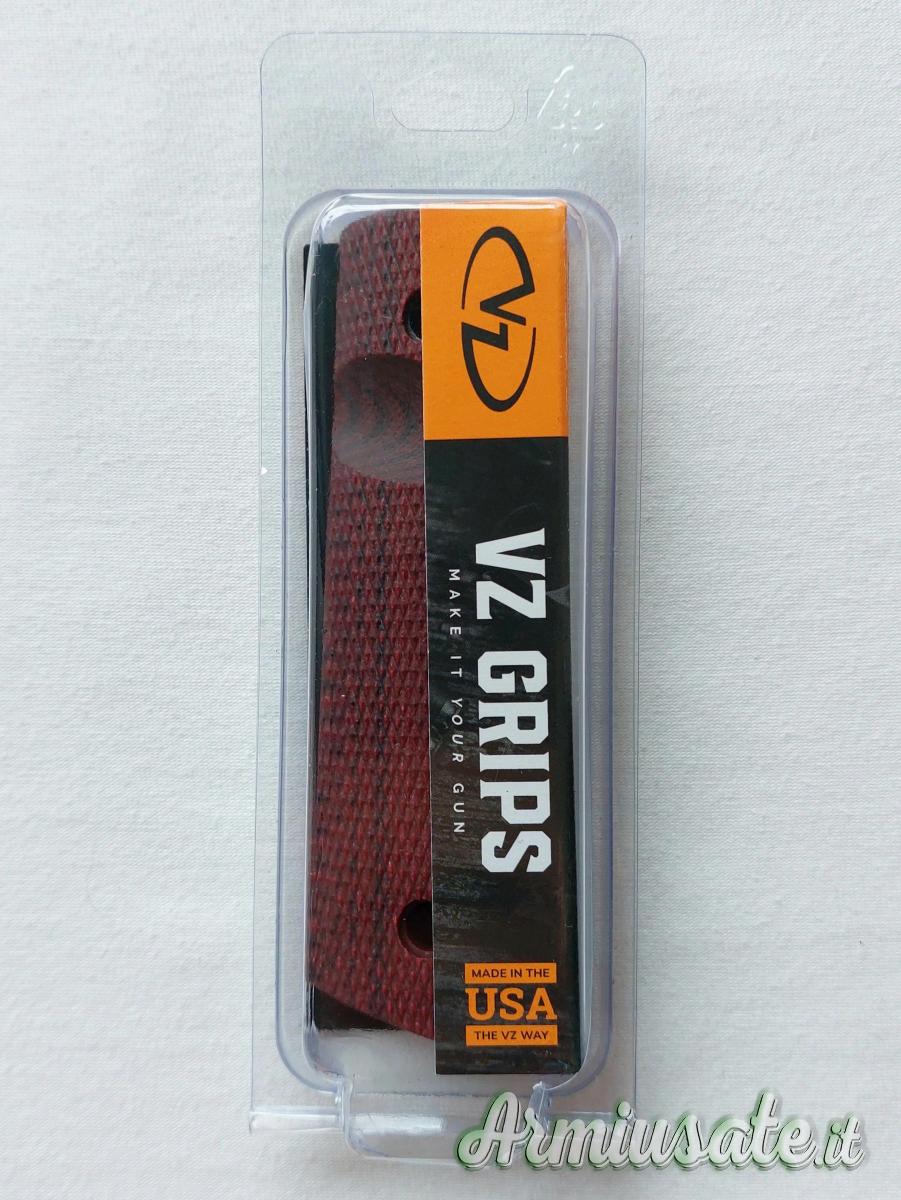 VZ
VZ GRIPS
MAKE IT YOUR GUN
MADE IN THE
USA
THE VZ WAY
Armiusate.it